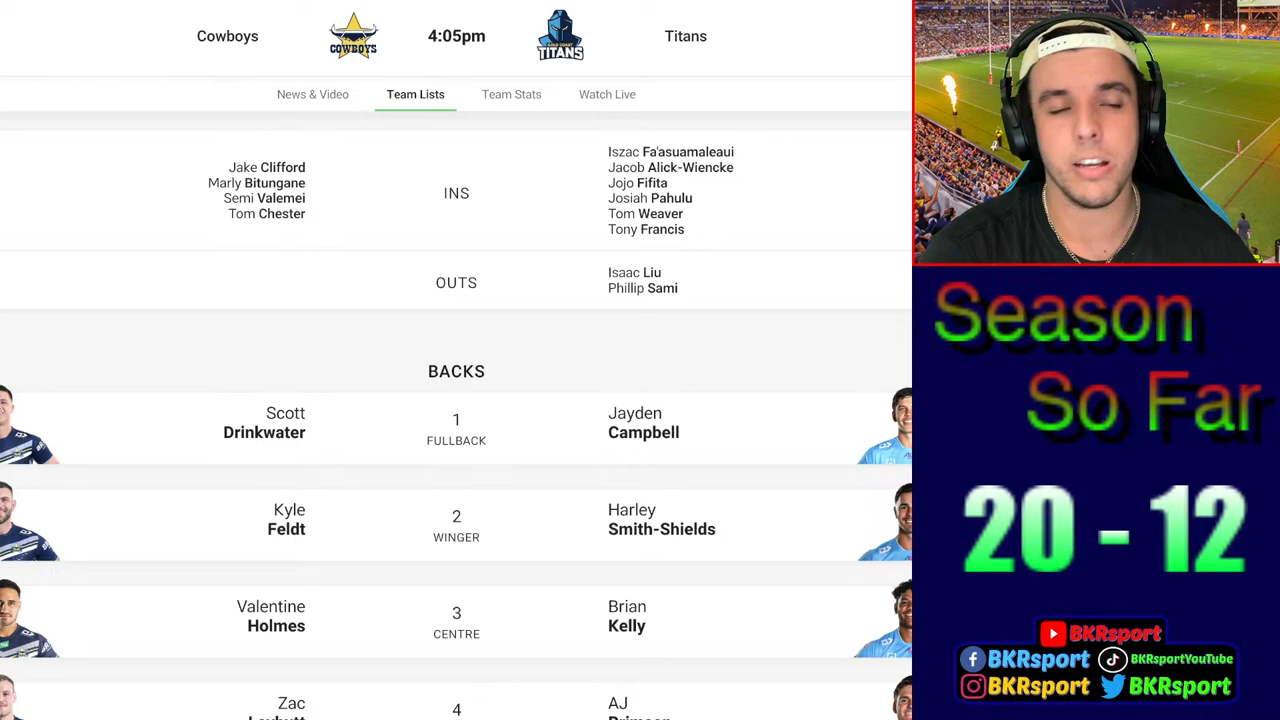 Cowboys
COWBOYS
4:05pm
GOLD COAST
TITANS
Titans
News & Video
Team Lists
Team Stats
Watch Live
Jake Clifford
Marly Bitungane
Semi Valemei
Tom Chester
INS
Iszac Fa'asuamaleaui
Jacob Alick-Wiencke
Jojo Fifita
Josiah Pahulu
Tom Weaver
Tony Francis
OUTS
Isaac Liu
Phillip Sami
BACKS
Scott
Drinkwater
1
FULLBACK
Jayden
Campbell
Kyle
Feldt
2
WINGER
Harley
Smith-Shields
Valentine
Holmes
3
CENTRE
Brian
Kelly
Zac
4
AJ
Season
So Far
20 - 12
BKRsport
BKRsport
BKRsportYouTube
BKRsport
BKRsport